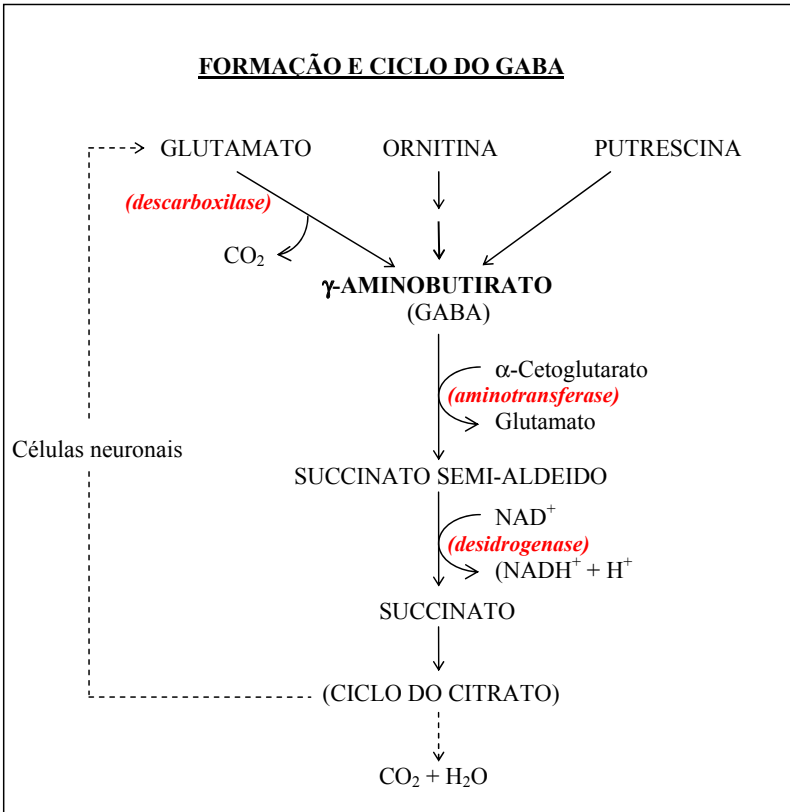 FORMAÇÃO E CICLO DO GABA
GLUTAMATO ORNITINA PUTRESCINA
(descarboxilase)
CO₂
γ-AMINOBUTIRATO
(GABA)
α-Cetoglutarato
(aminotransferase)
Glutamato
Células neuronais
SUCCINATO SEMI-ALDEIDO
NAD⁺
(desidrogenase)
(NADH⁺ + H⁺
SUCCINATO
(CICLO DO CITRATO)
CO₂ + H₂O